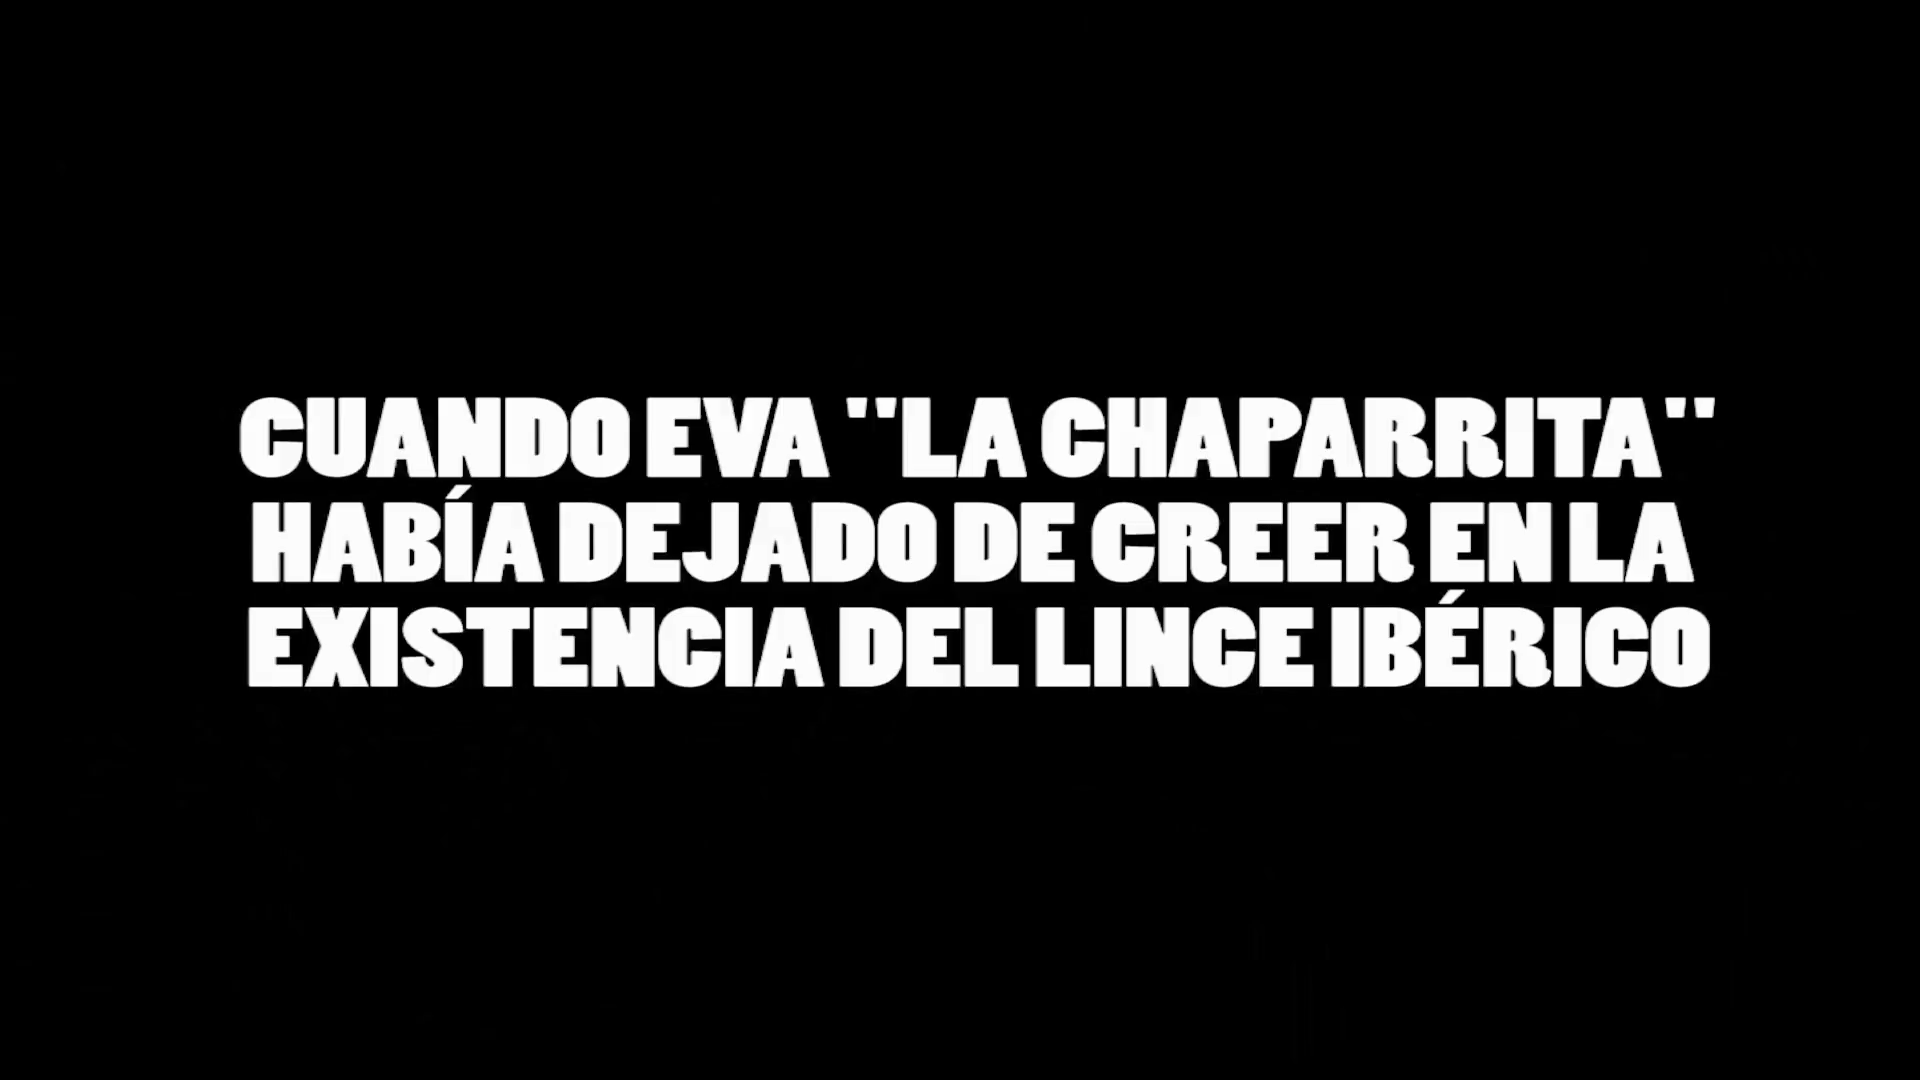 CUANDO EVA "LA CHAPARRITA"
HABÍA DEJADO DE CREER EN LA
EXISTENCIA DEL LINCE IBÉRICO